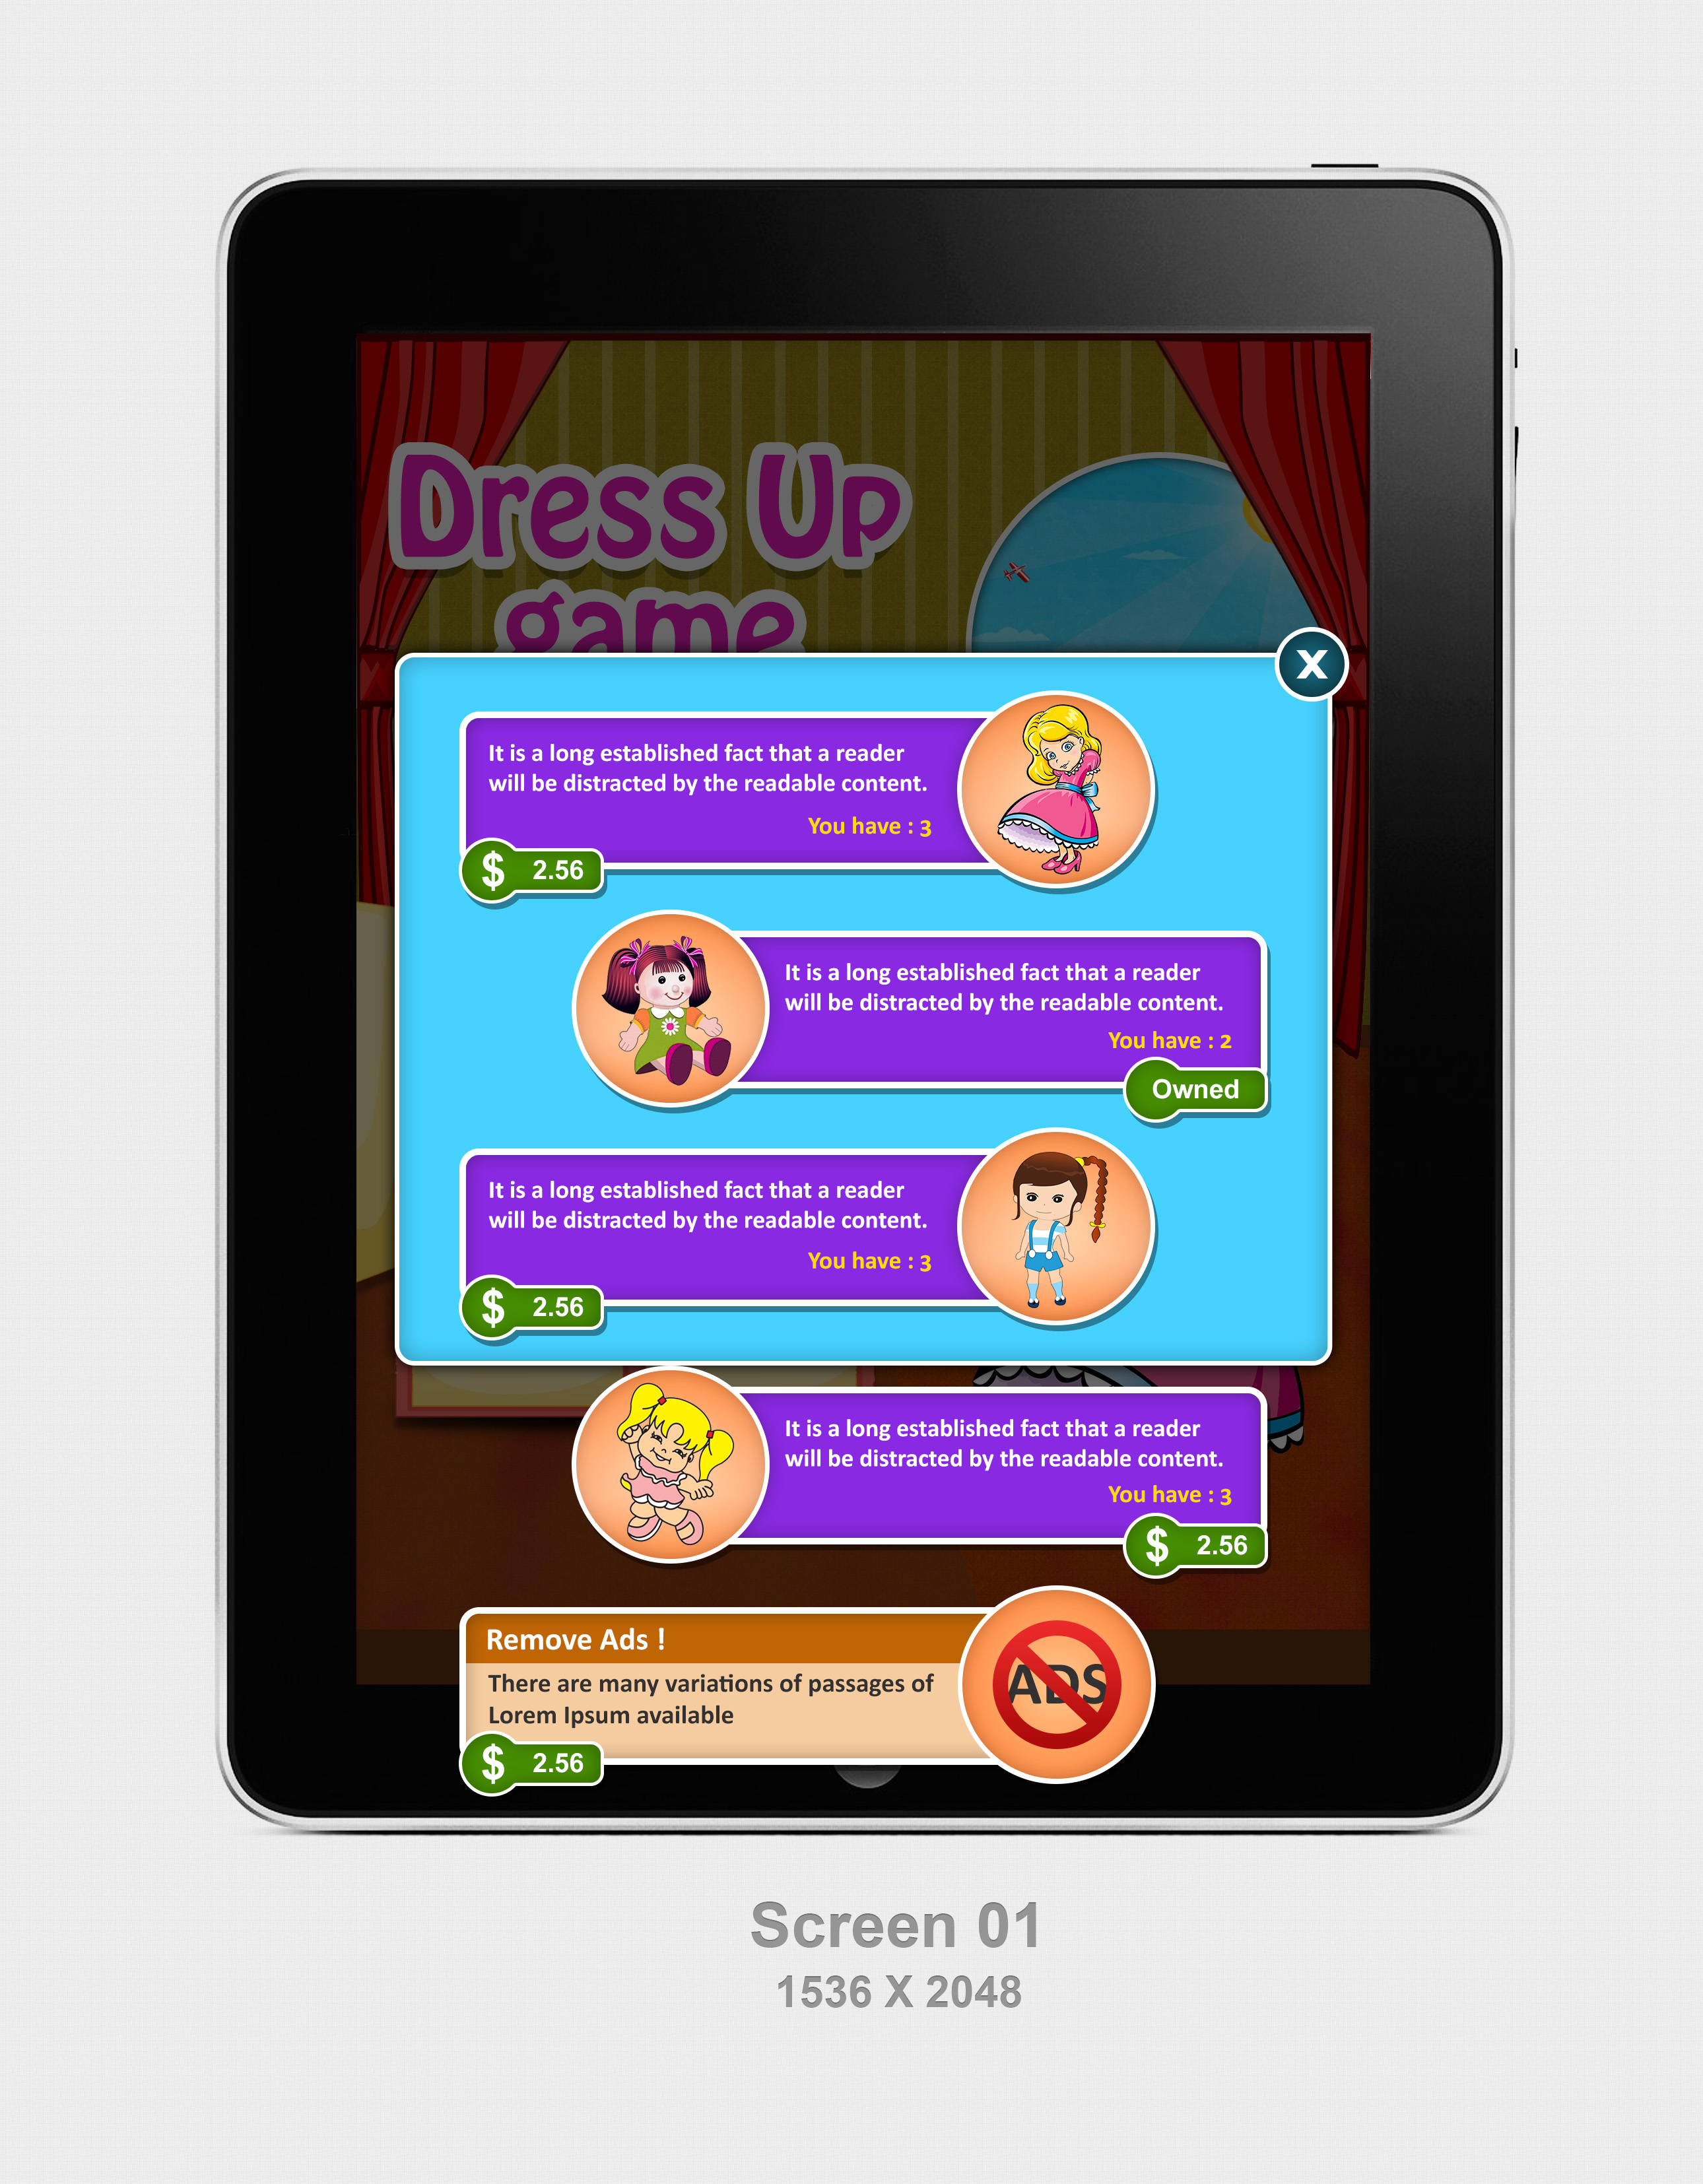 Dress Up
game
X
It is a long established fact that a reader
will be distracted by the readable content.
You have : 3
$ 2.56
It is a long established fact that a reader
will be distracted by the readable content.
You have : 2
Owned
It is a long established fact that a reader
will be distracted by the readable content.
You have : 3
$ 2.56
It is a long established fact that a reader
will be distracted by the readable content.
You have : 3
$ 2.56
Remove Ads !
There are many variations of passages of
Lorem Ipsum available
ADS
$ 2.56
Screen 01
1536 X 2048